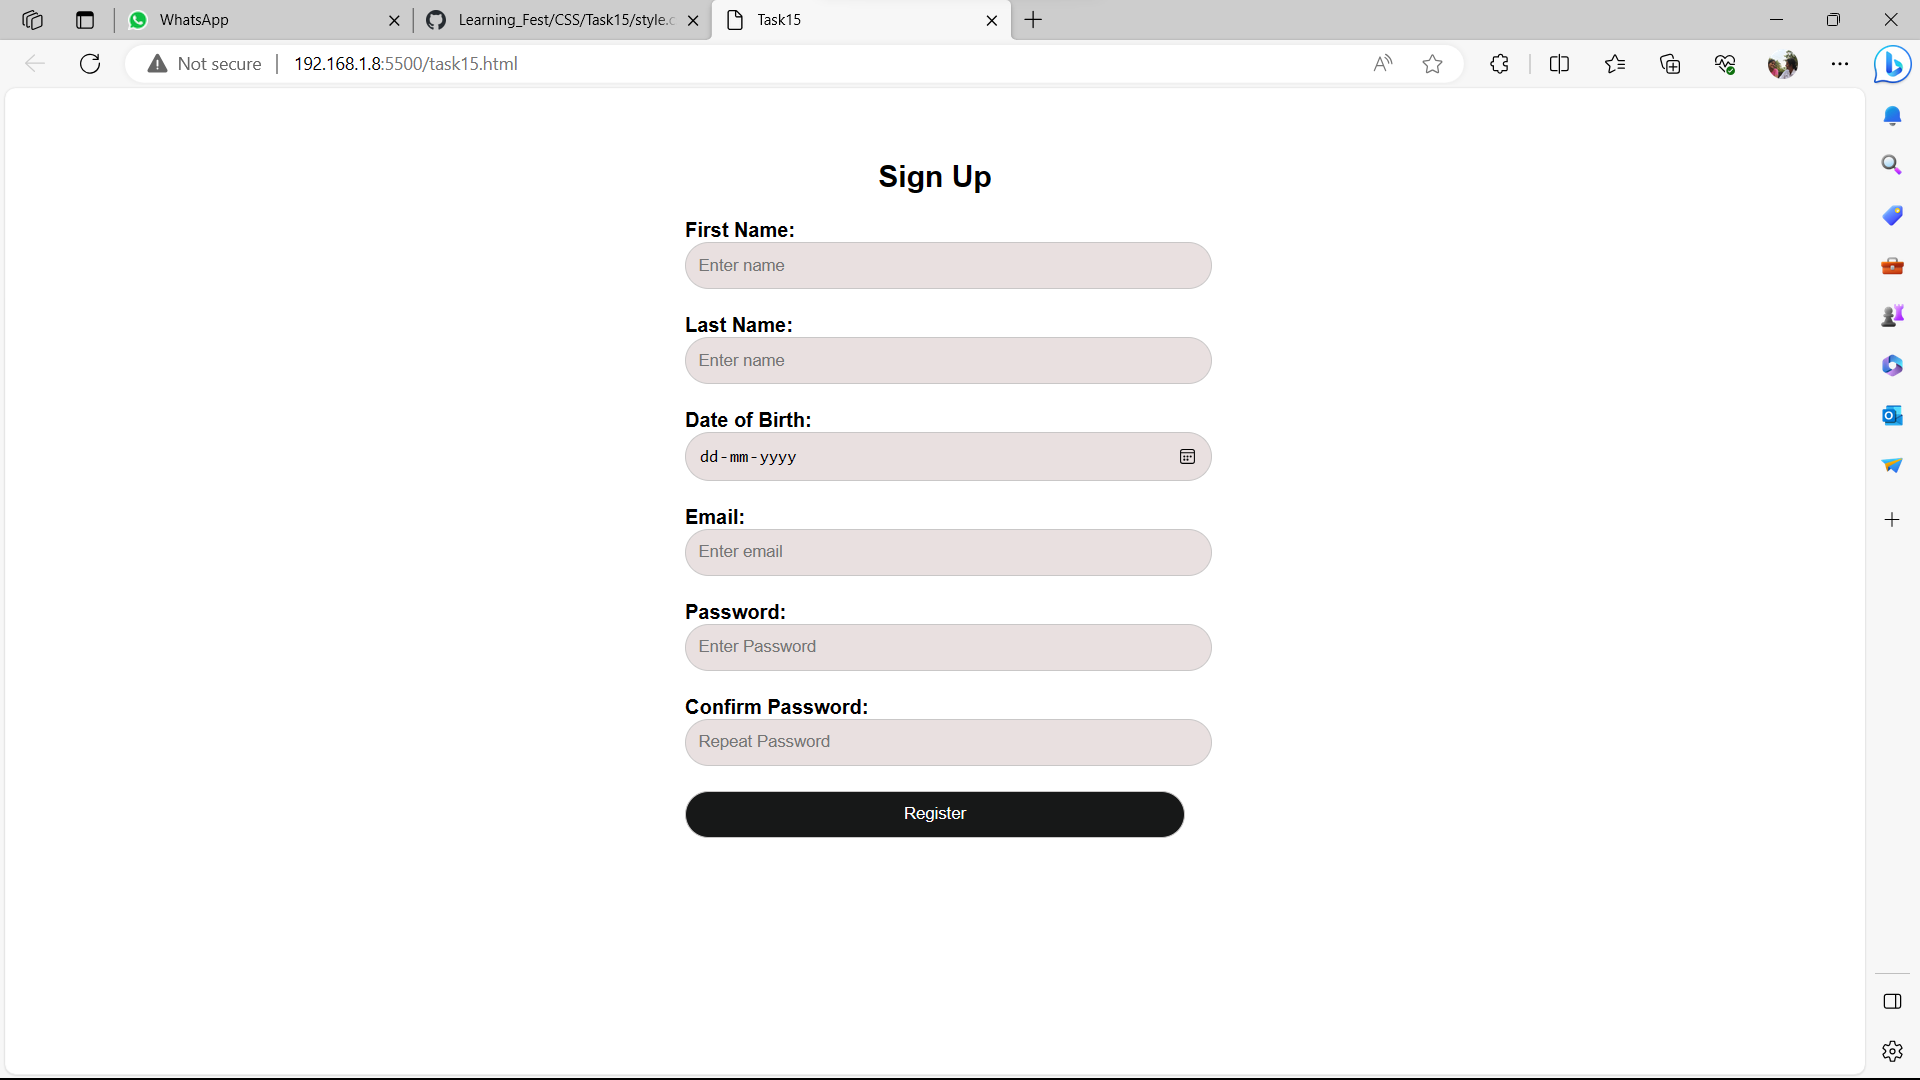 WhatsApp
Learning_Fest/CSS/Task15/style.c
Task15
Not secure
192.168.1.8:5500/task15.html
Sign Up
First Name:
Enter name
Last Name:
Enter name
Date of Birth:
dd-mm-yyyy
Email:
Enter email
Password:
Enter Password
Confirm Password:
Repeat Password
Register